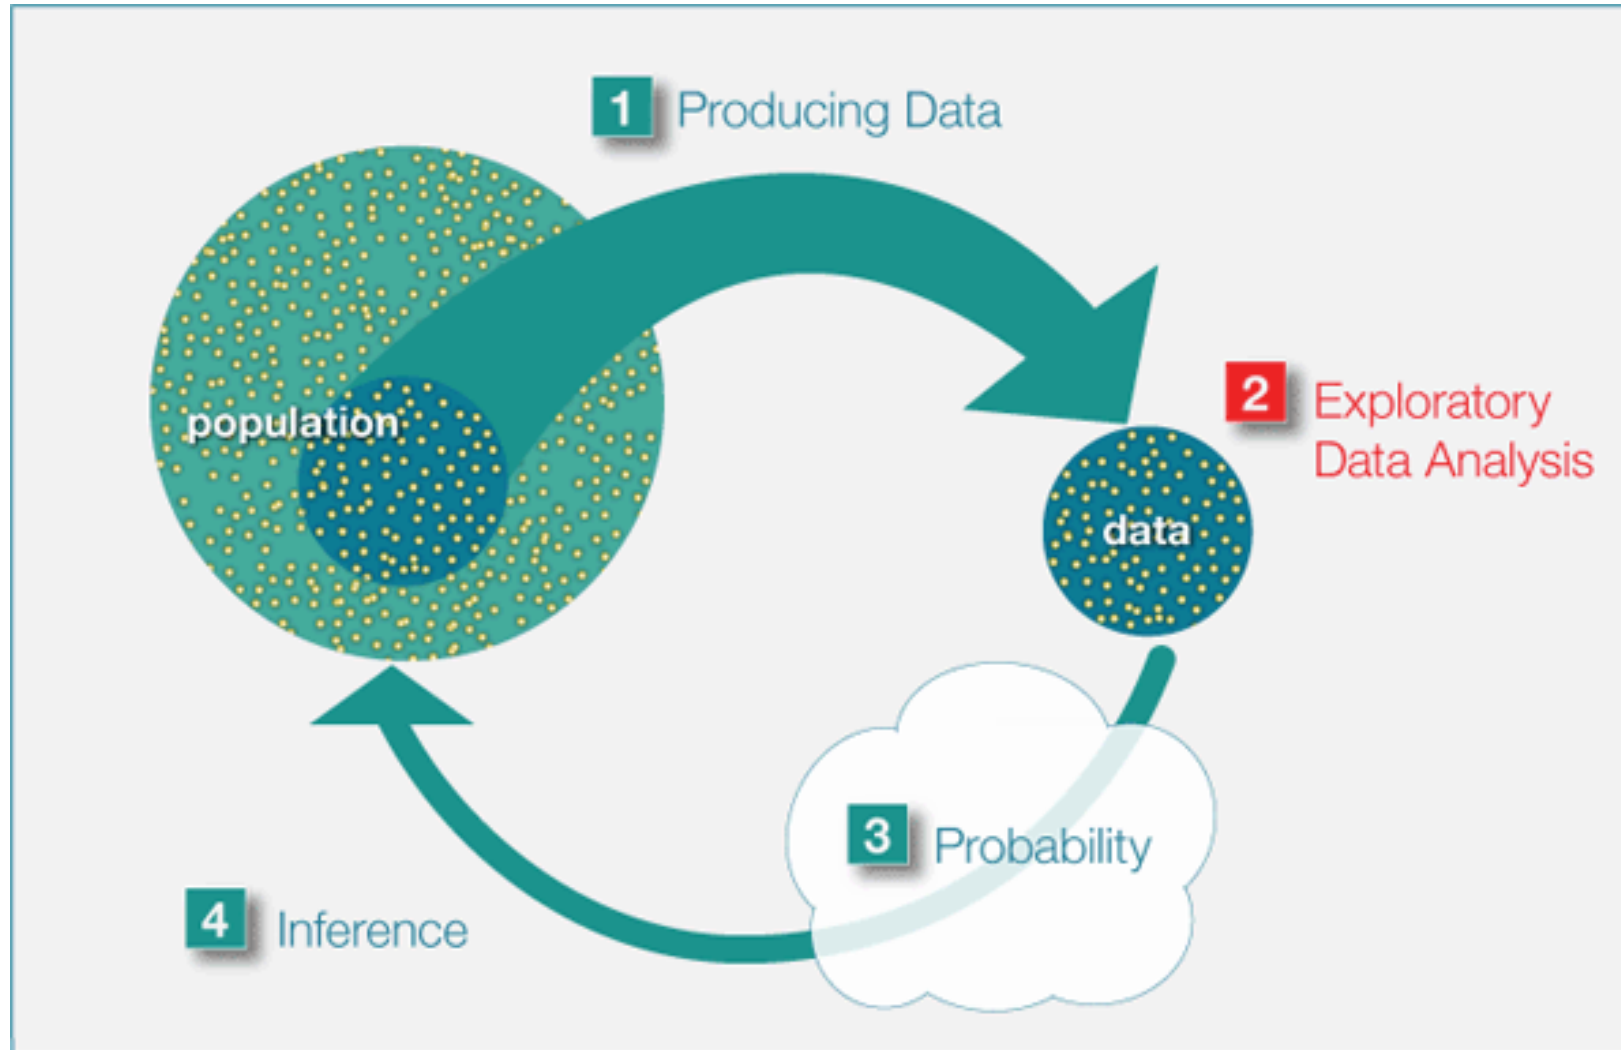 1 Producing Data
population
2 Exploratory
Data Analysis
data
3 Probability
4 Inference